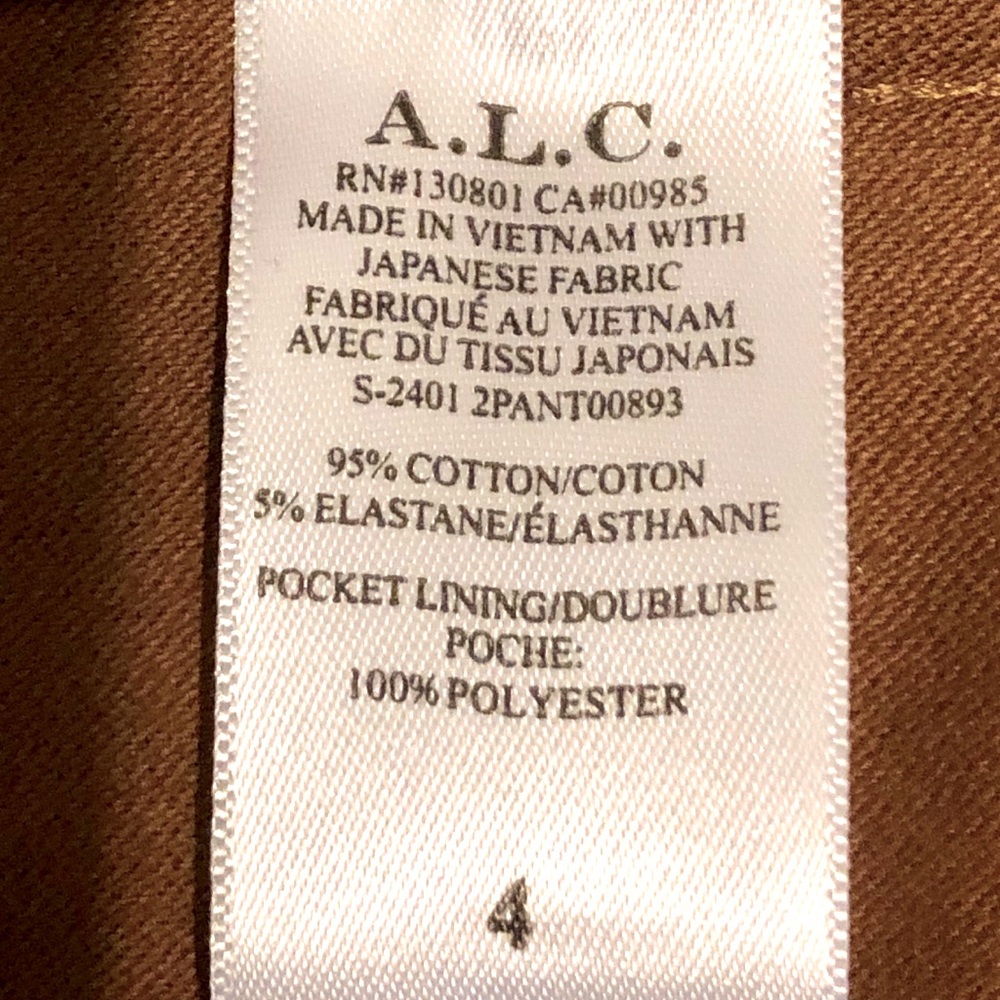 A.L.C.
RN#130801 CA#00985
MADE IN VIETNAM WITH
JAPANESE FABRIC
FABRIQUÉ AU VIETNAM
AVEC DU TISSU JAPONAIS
S-2401 2PANT00893
95% COTTON/COTON
5% ELASTANE/ÉLASTHANNE
POCKET LINING/DOUBLURE
POCHE:
100% POLYESTER
4